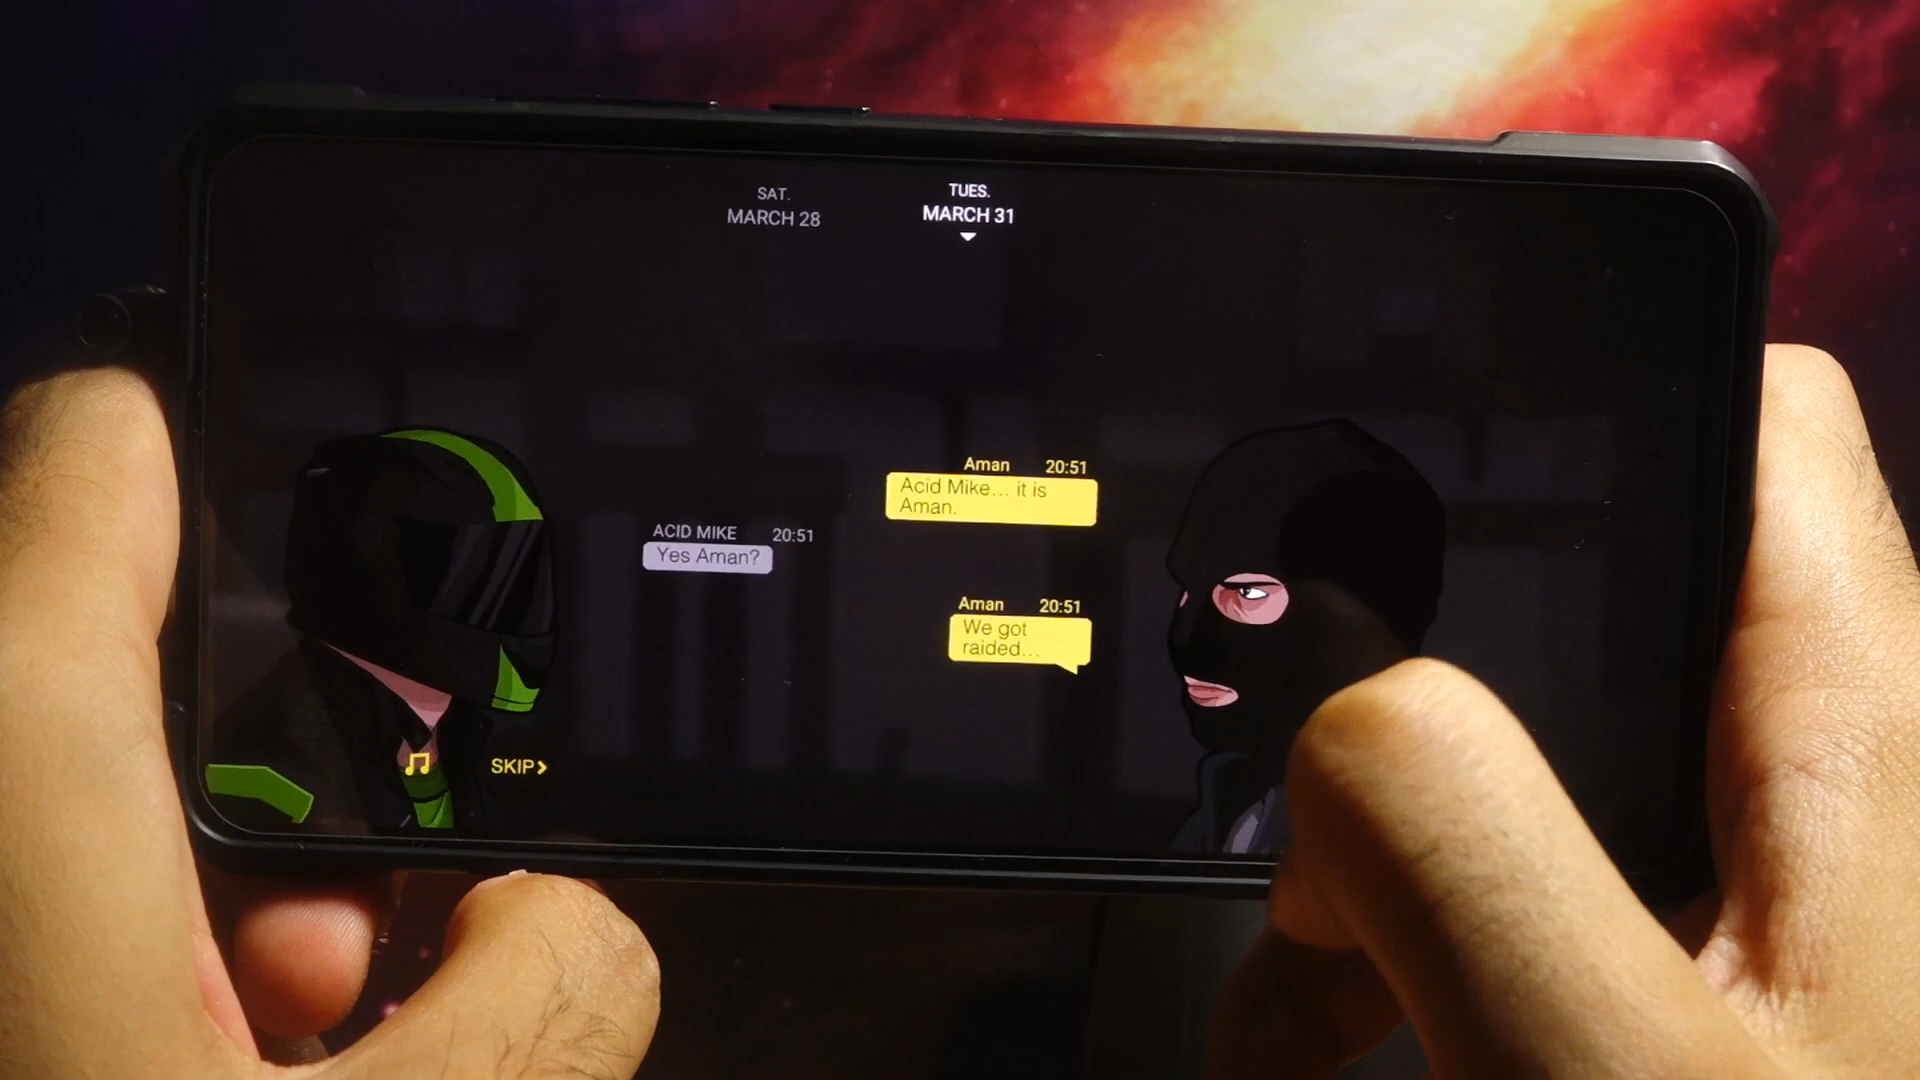 SAT.
MARCH 28
TUES.
MARCH 31
Aman 20:51
Acid Mike... it is
Aman.
ACID MIKE 20:51
Yes Aman?
Aman 20:51
We got
raided...
SKIP